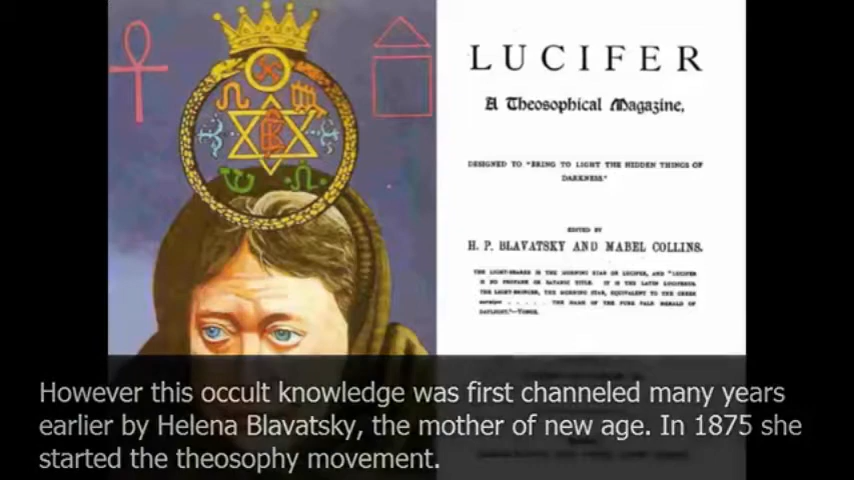 LUCIFER
A Theosophical Magazine,
DESIGNED TO "BRING TO LIGHT THE HIDDEN THINGS OF
DARKNESS"
EDITED BY
H. P. BLAVATSKY AND MABEL COLLINS.
THE LIGHT-BEARER IS THE MORNING STAR OR LUCIFER, AND "LUCIFER
IS NO PROFANE OR SATANIC TITLE. IT IS THE LATIN LUCIFERUS,
THE LIGHT-BRINGER, THE MORNING STAR, EQUIVALENT TO THE GREEK
. . . . . THE NAME OF THE PURE PALE HERALD OF
DAYLIGHT."—YONGE.
However this occult knowledge was first channeled many years
earlier by Helena Blavatsky, the mother of new age. In 1875 she
started the theosophy movement.